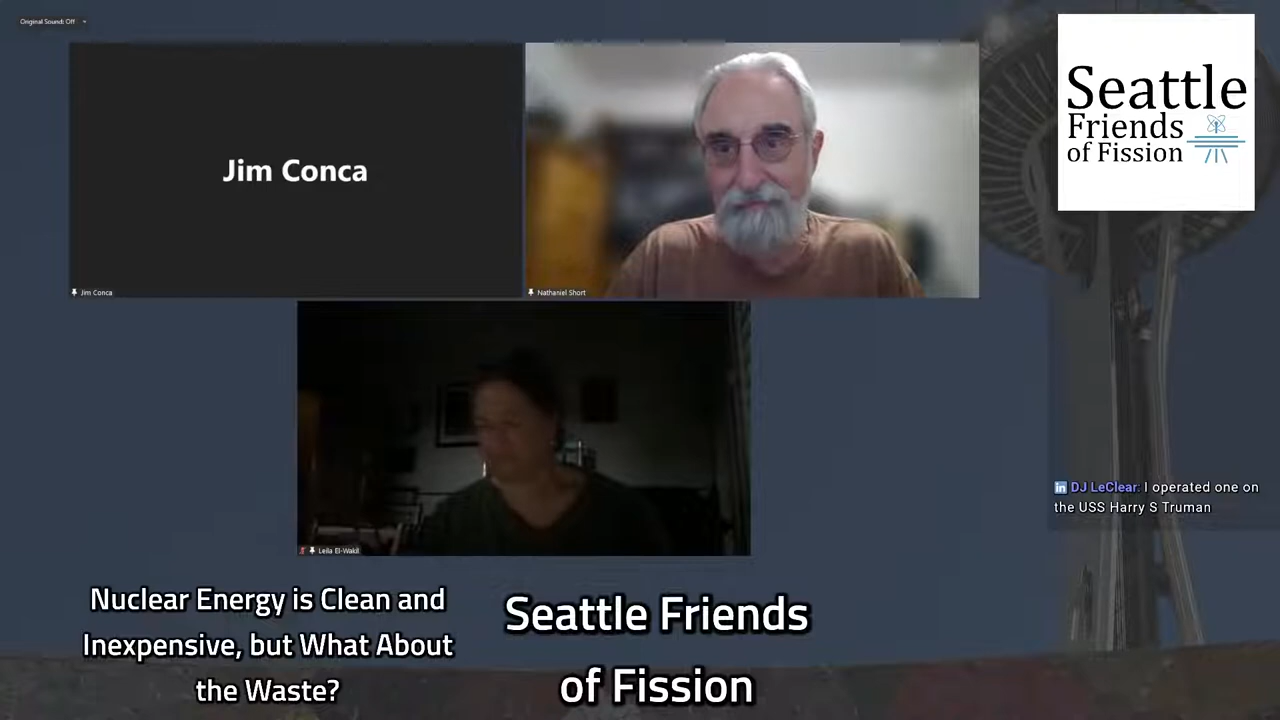 Original Sound: Off
Jim Conca
Jim Conca
Nathaniel Short
Seattle
Friends
of Fission
Leila El-Wakil
DJ LeClear: I operated one on
the USS Harry S Truman
Nuclear Energy is Clean and
Inexpensive, but What About
the Waste?
Seattle Friends
of Fission